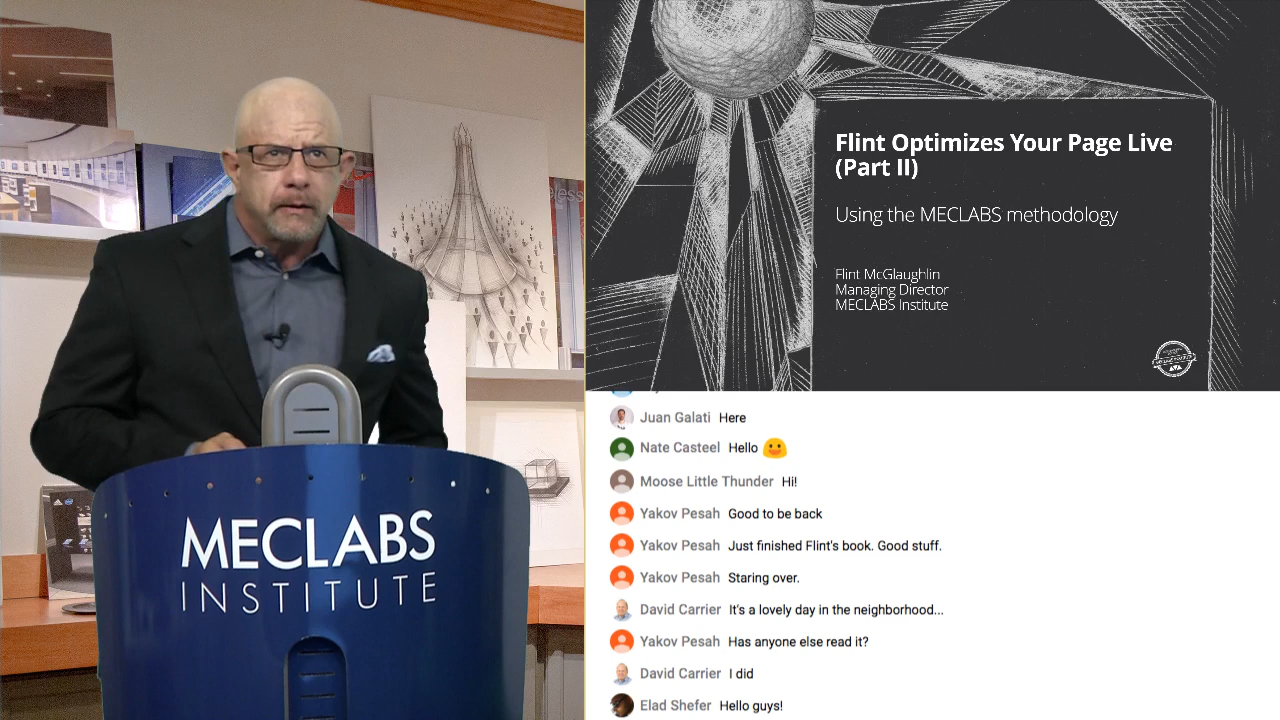 MECLABS
INSTITUTE
Flint Optimizes Your Page Live
(Part II)
Using the MECLABS methodology
Flint McGlaughlin
Managing Director
MECLABS Institute
Juan Galati Here
Nate Casteel Hello 😃
Moose Little Thunder Hi!
Yakov Pesah Good to be back
Yakov Pesah Just finished Flint's book. Good stuff.
Yakov Pesah Staring over.
David Carrier It's a lovely day in the neighborhood...
Yakov Pesah Has anyone else read it?
David Carrier I did
Elad Shefer Hello guys!